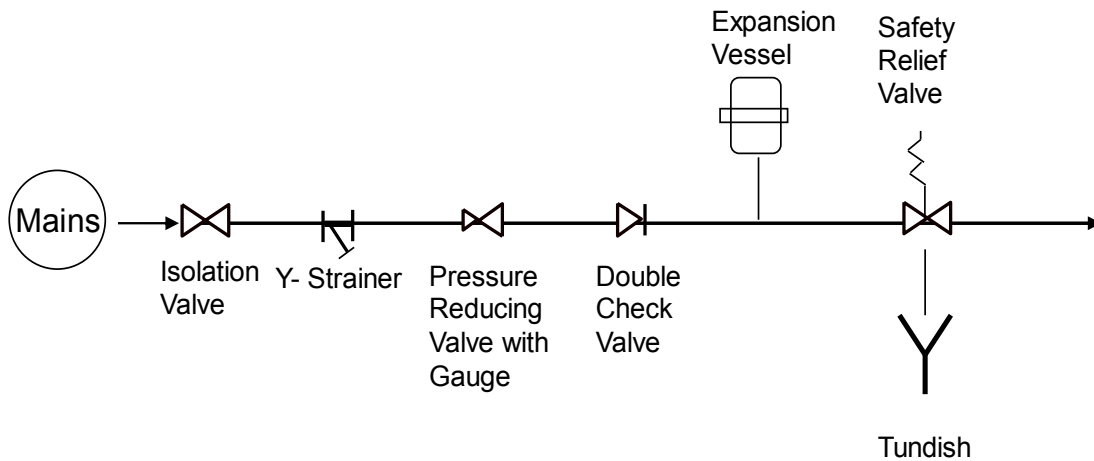 Expansion
Vessel
Safety
Relief
Valve
Mains
Isolation
Valve
Y- Strainer
Pressure
Reducing
Valve with
Gauge
Double
Check
Valve
Tundish